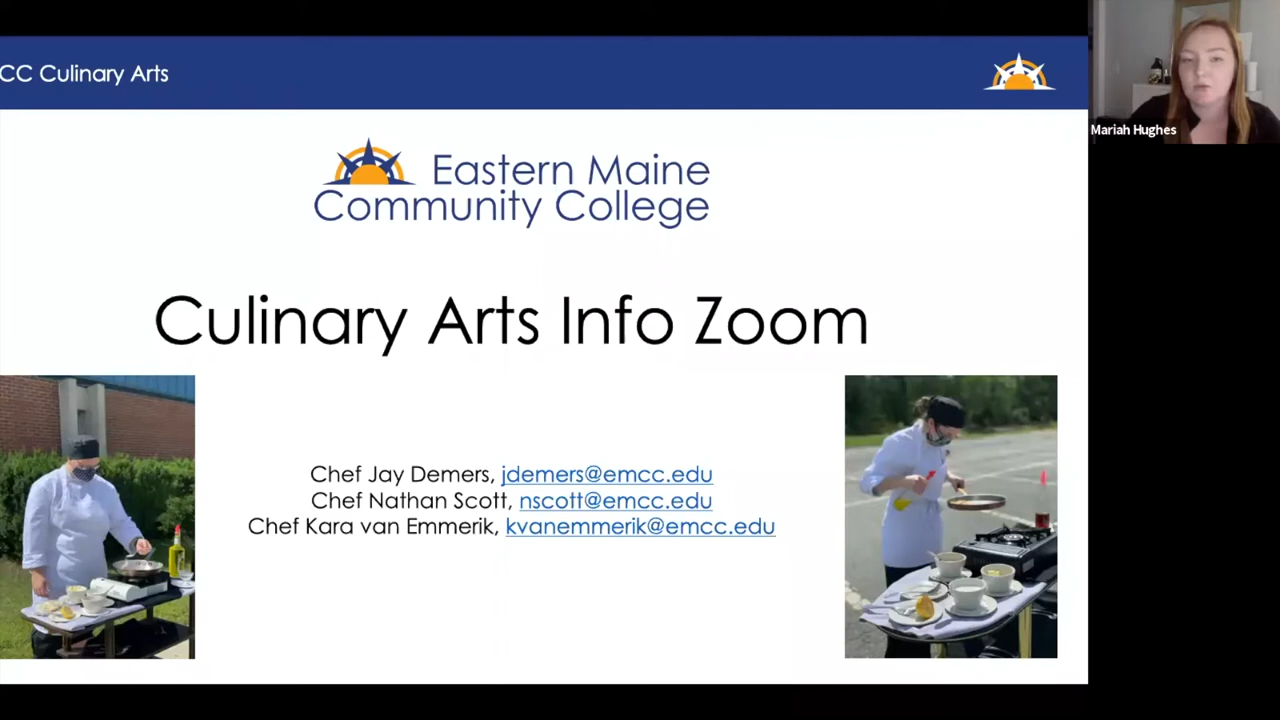 CC Culinary Arts
Mariah Hughes
Eastern Maine
Community College
Culinary Arts Info Zoom
Chef Jay Demers, jdemers@emcc.edu
Chef Nathan Scott, nscott@emcc.edu
Chef Kara van Emmerik, kvanemmerik@emcc.edu